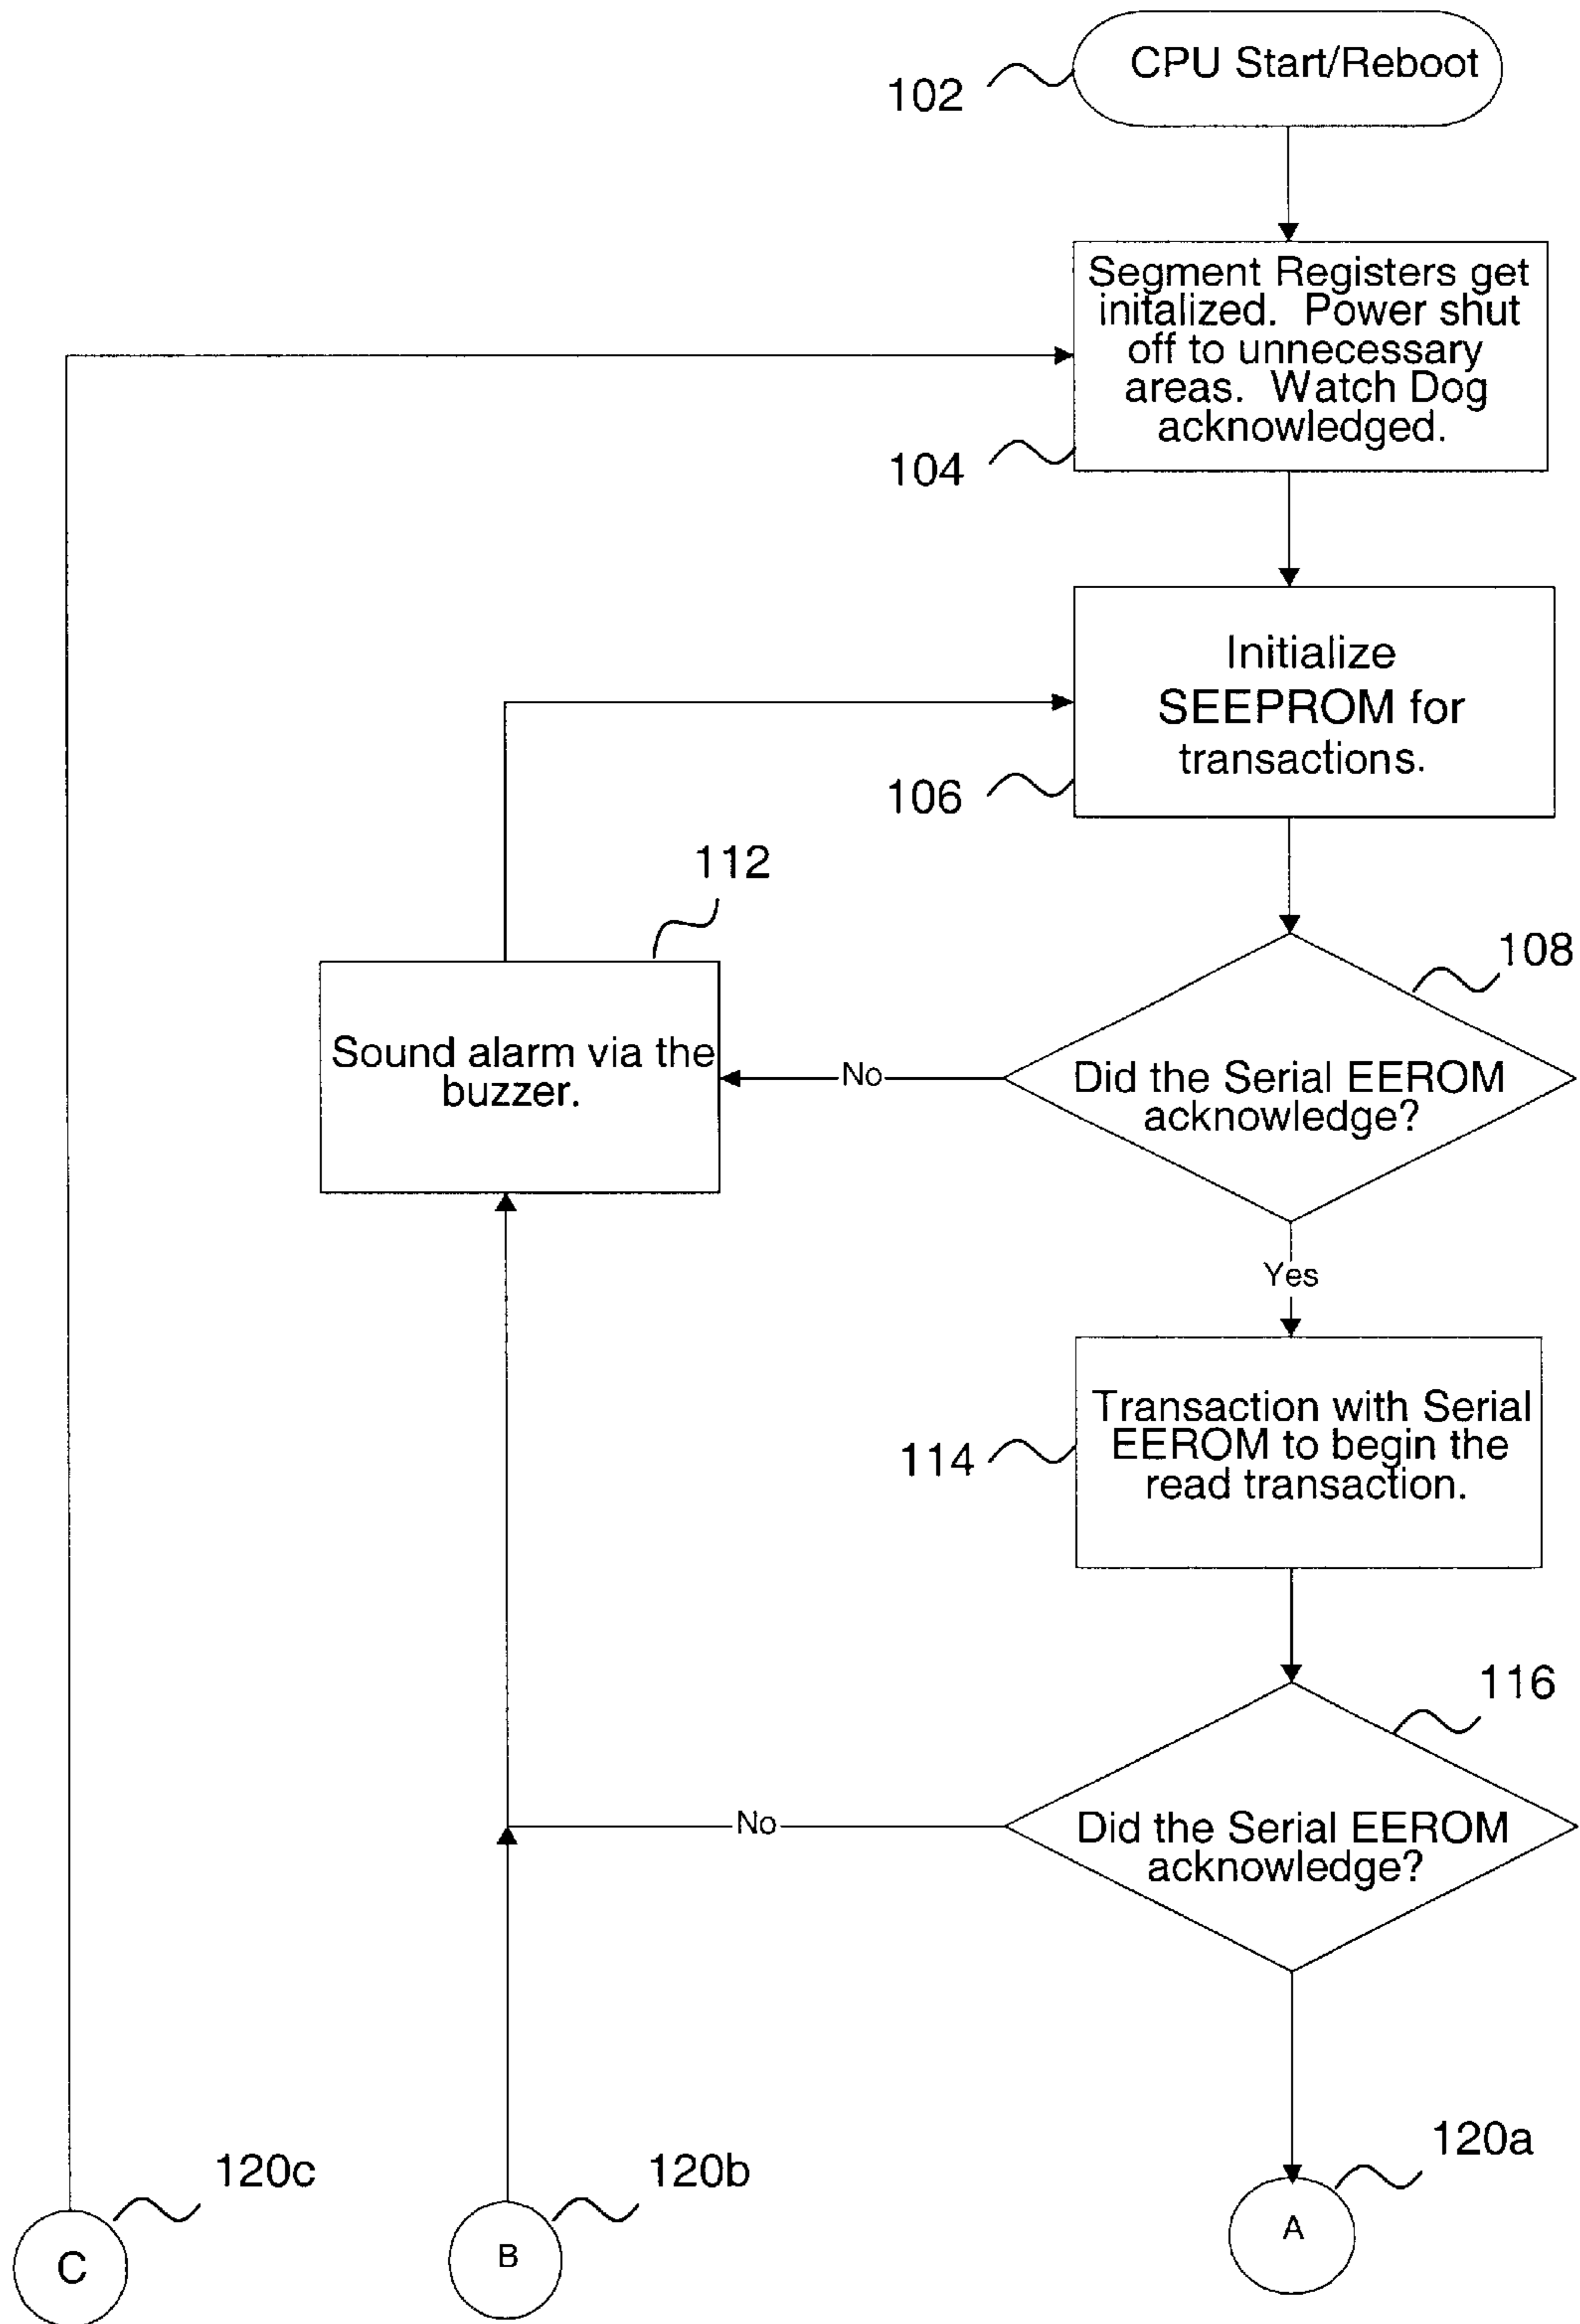 CPU Start/Reboot
102
Segment Registers get
initalized. Power shut
off to unnecessary
areas. Watch Dog
acknowledged.
104
Initialize
SEEPROM for
transactions.
106
112
108
Sound alarm via the
buzzer.
No
Did the Serial EEROM
acknowledge?
Yes
Transaction with Serial
EEROM to begin the
read transaction.
114
116
No
Did the Serial EEROM
acknowledge?
120a
120c
120b
A
B
C